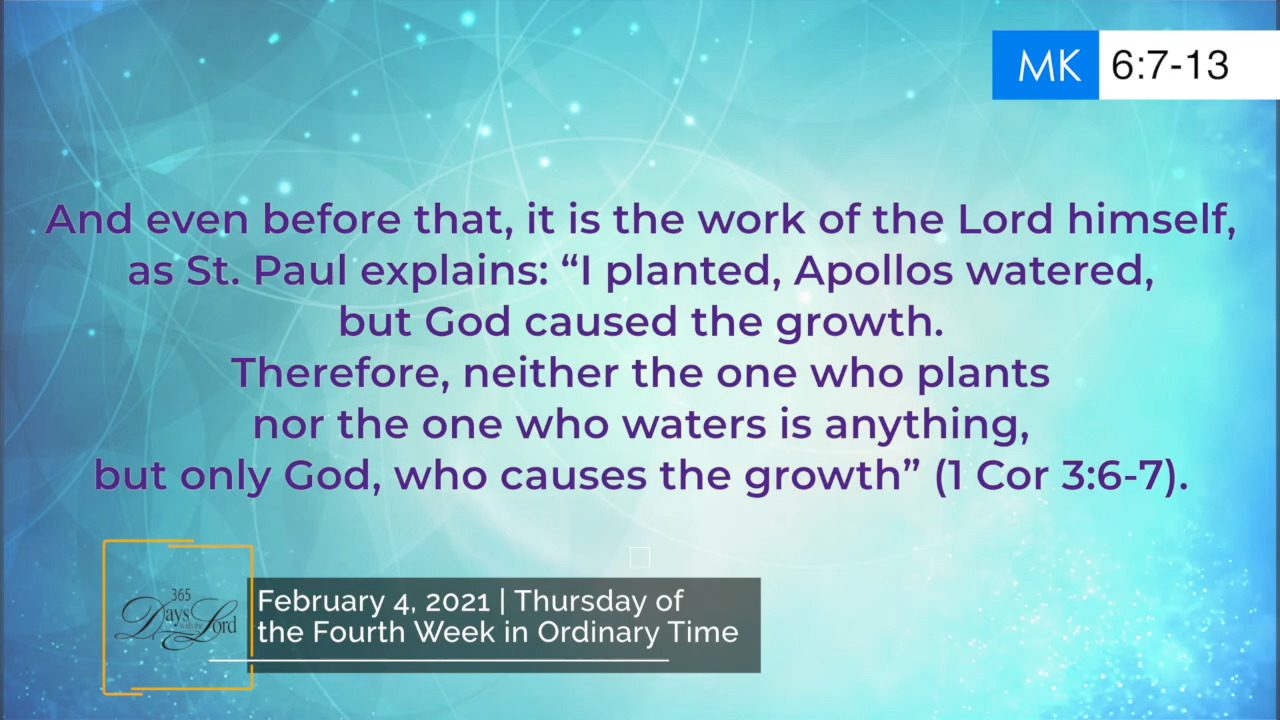 MK 6:7-13
And even before that, it is the work of the Lord himself,
as St. Paul explains: “I planted, Apollos watered,
but God caused the growth.
Therefore, neither the one who plants
nor the one who waters is anything,
but only God, who causes the growth” (1 Cor 3:6-7).
365
Days with the Lord
February 4, 2021 | Thursday of
the Fourth Week in Ordinary Time